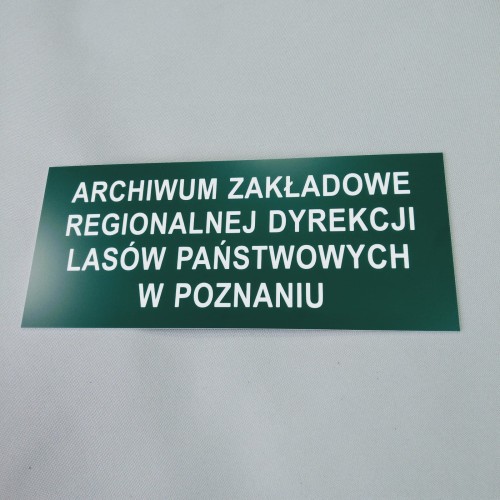 ARCHIWUM ZAKŁADOWE
REGIONALNEJ DYREKCJI
LASÓW PAŃSTWOWYCH
W POZNANIU